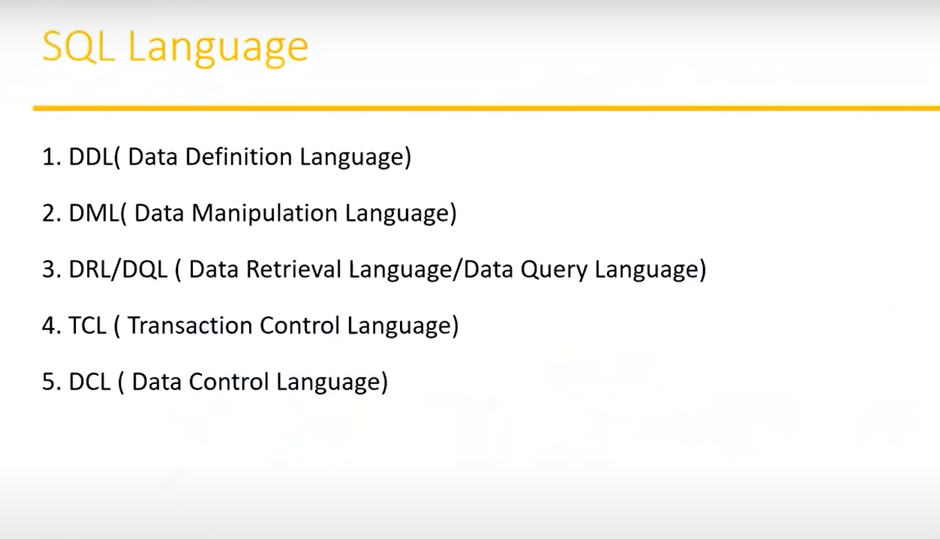 SQL Language
1. DDL( Data Definition Language)
2. DML( Data Manipulation Language)
3. DRL/DQL ( Data Retrieval Language/Data Query Language)
4. TCL ( Transaction Control Language)
5. DCL ( Data Control Language)